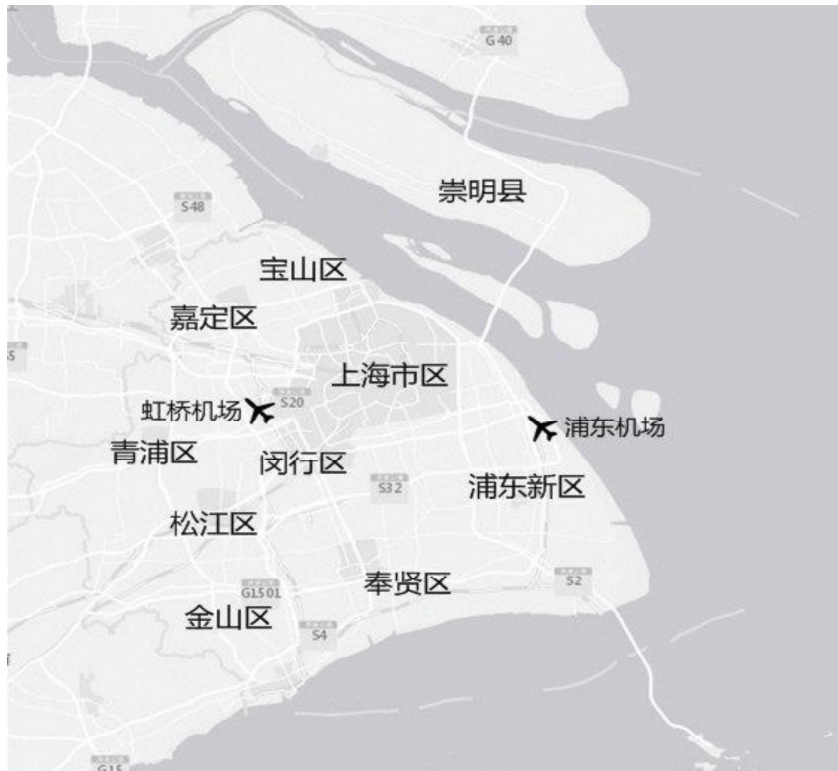 G40
崇明县
S48
宝山区
嘉定区
上海市区
S20
虹桥机场
浦东机场
青浦区
闵行区
S32
浦东新区
松江区
S2
奉贤区
G1501
金山区
S4
G15